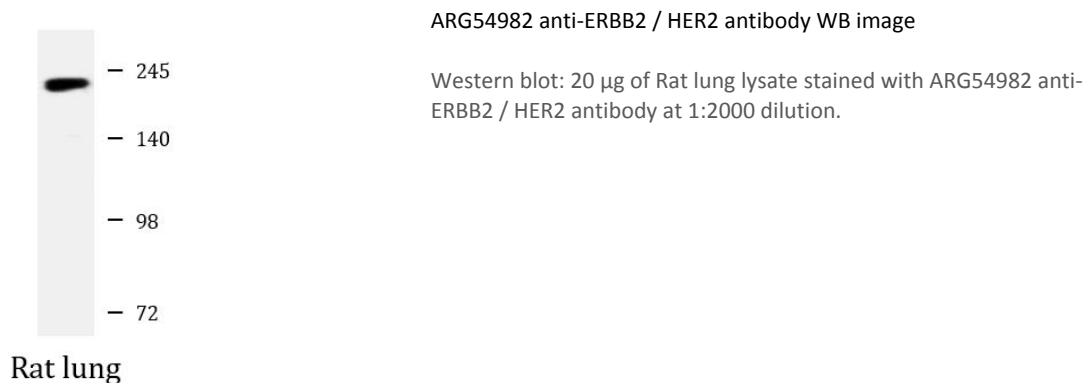 ARG54982 anti-ERBB2 / HER2 antibody WB image
Western blot: 20 µg of Rat lung lysate stained with ARG54982 anti-
ERBB2 / HER2 antibody at 1:2000 dilution.
245
140
98
72
Rat lung